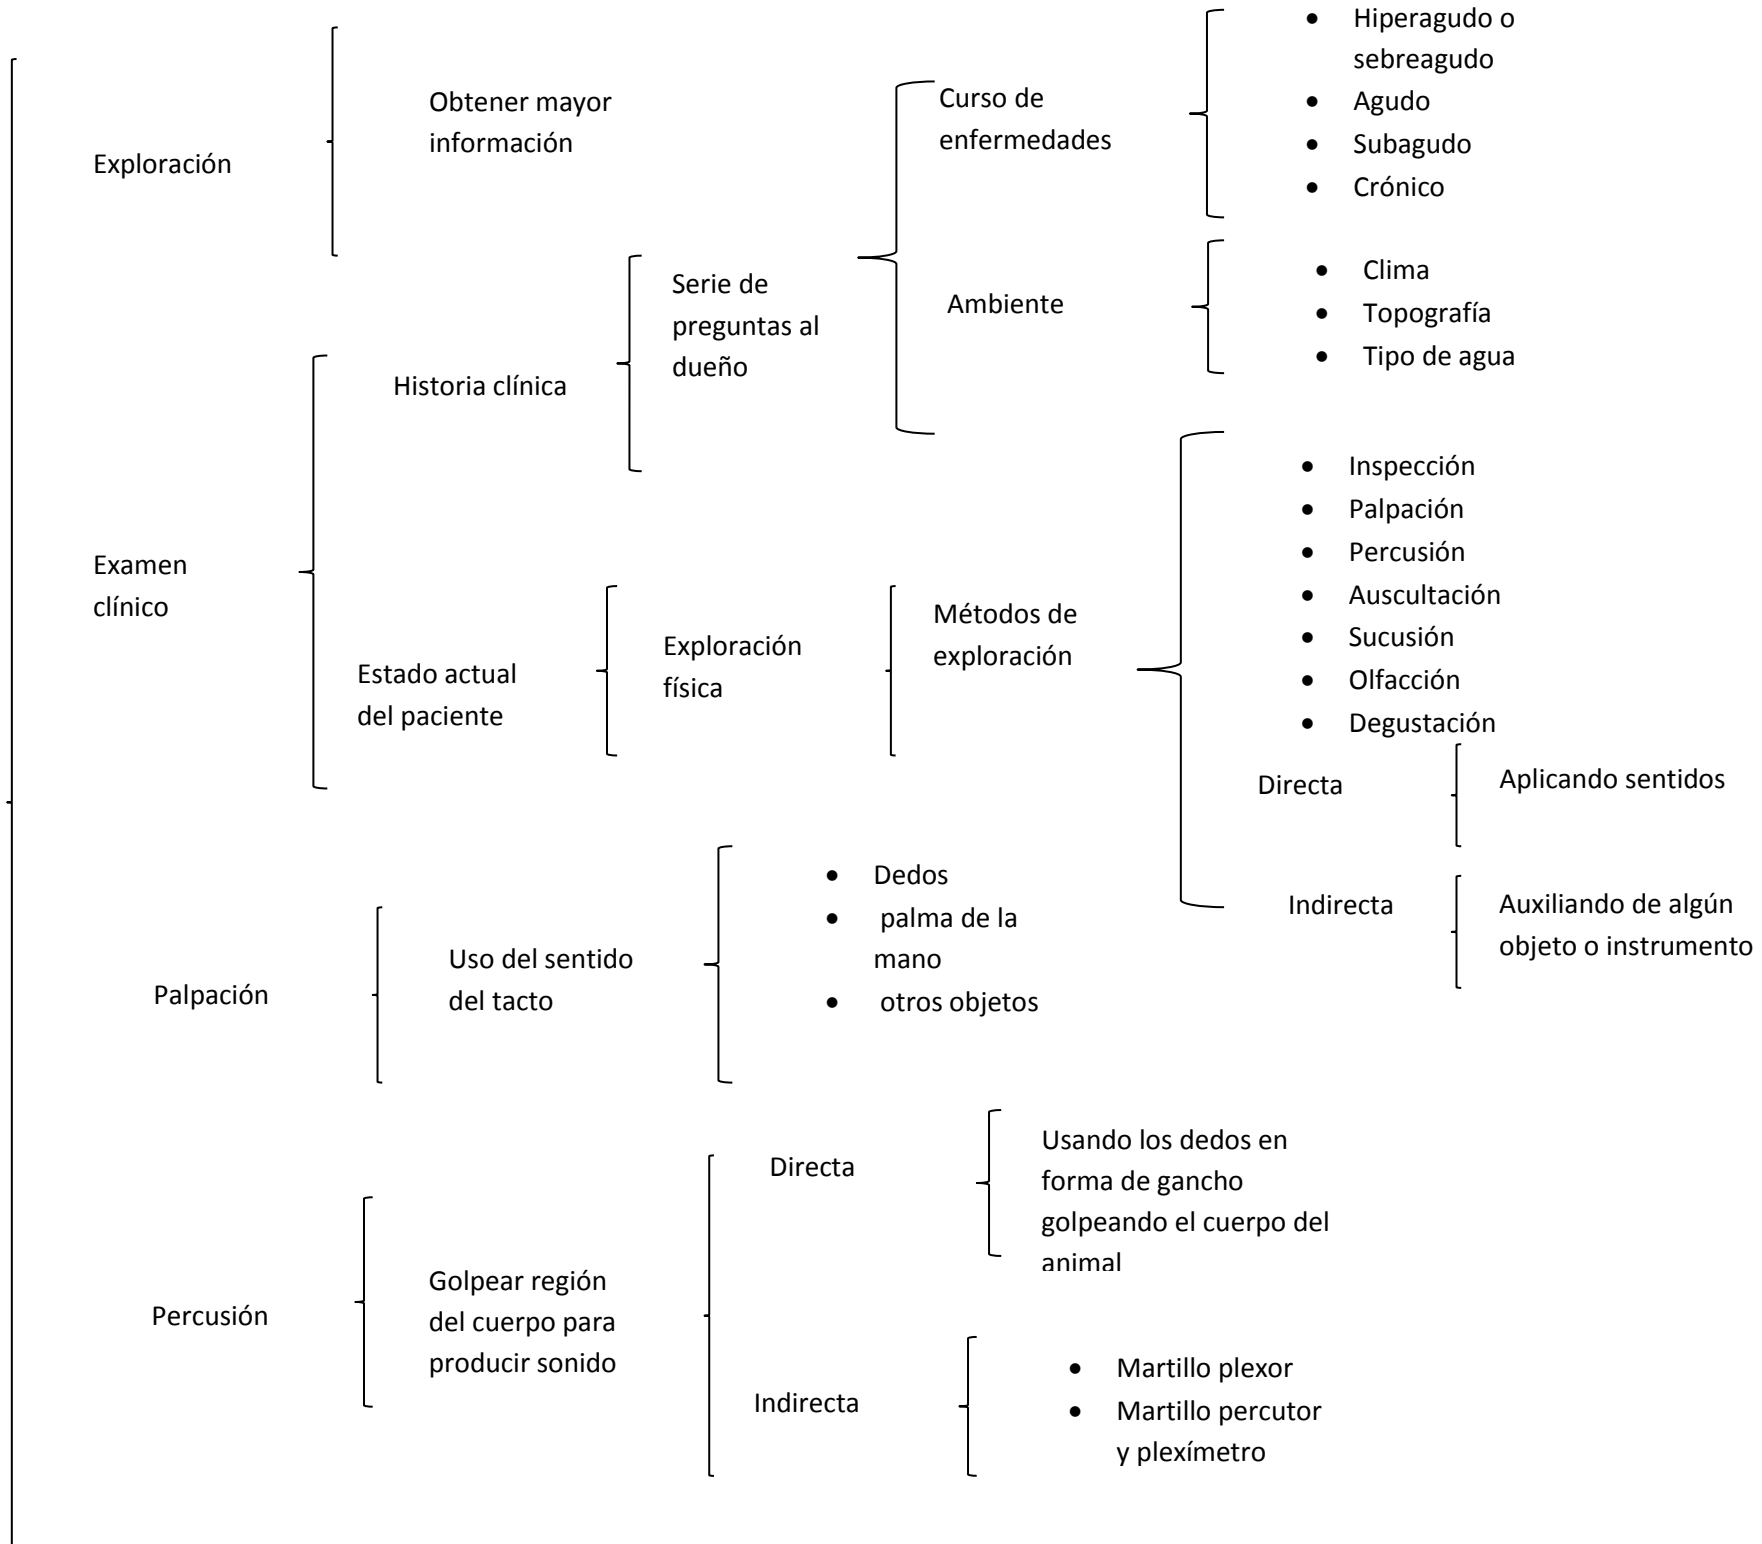 Exploración
Obtener mayor
información
Examen
clínico
Historia clínica
Serie de
preguntas al
dueño
Curso de
enfermedades
• Hiperagudo o
sebreagudo
• Agudo
• Subagudo
• Crónico
Ambiente
• Clima
• Topografía
• Tipo de agua
Estado actual
del paciente
Exploración
física
Métodos de
exploración
• Inspección
• Palpación
• Percusión
• Auscultación
• Sucusión
• Olfacción
• Degustación
Directa
Aplicando sentidos
Indirecta
Auxiliando de algún
objeto o instrumento
Palpación
Uso del sentido
del tacto
• Dedos
• palma de la
mano
• otros objetos
Percusión
Golpear región
del cuerpo para
producir sonido
Directa
Usando los dedos en
forma de gancho
golpeando el cuerpo del
animal
Indirecta
• Martillo plexor
• Martillo percutor
y plexímetro